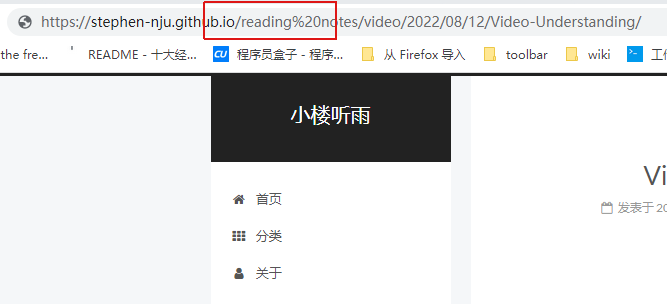 https://stephen-nju.github.io/reading%20notes/video/2022/08/12/Video-Understanding/
the fre... README - 十大经... 程序员盒子 - 程序... 从 Firefox 导入 toolbar wiki 工
小楼听雨
Vi
发表于 20
首页
分类
关于